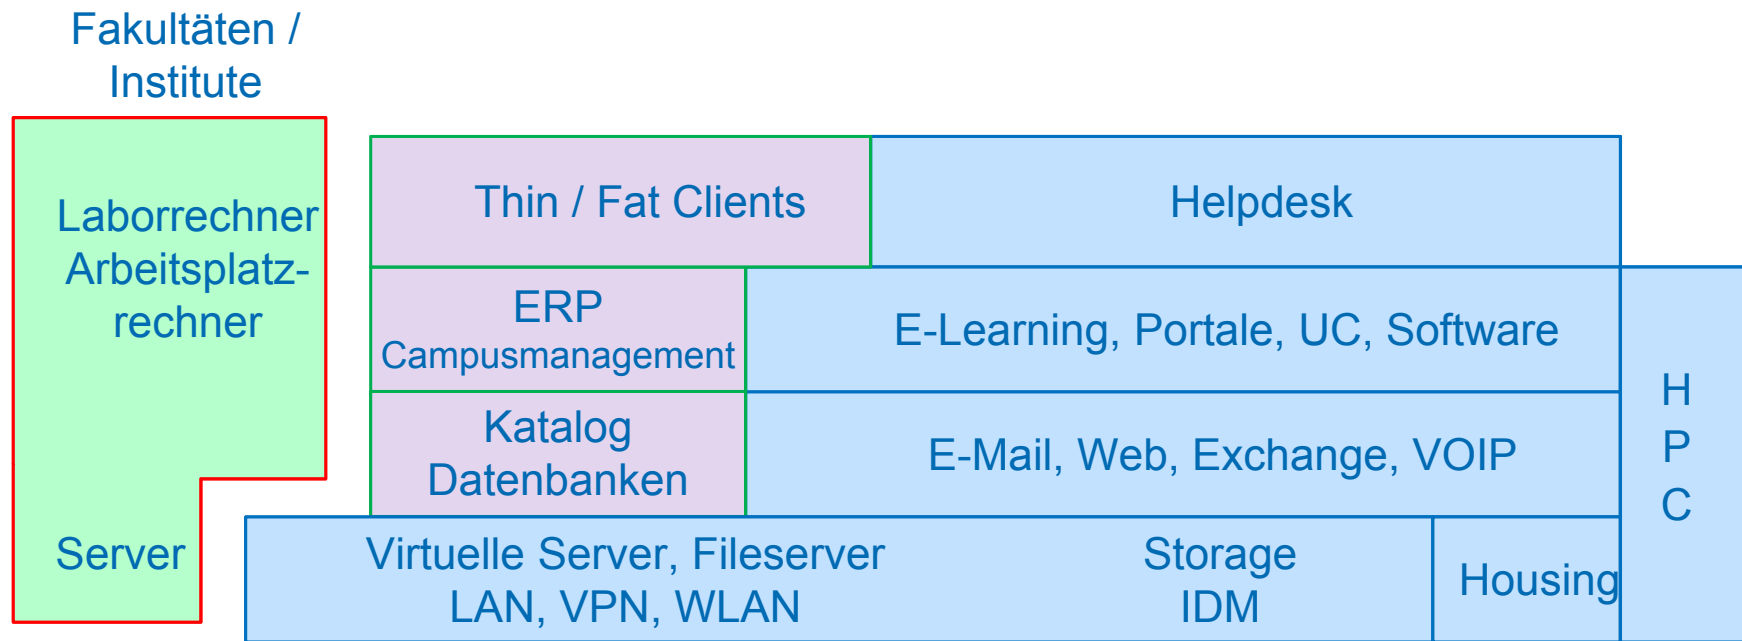 Fakultäten /
Institute
Laborrechner
Arbeitsplatz-
rechner
Server
Thin / Fat Clients
Helpdesk
ERP
Campusmanagement
E-Learning, Portale, UC, Software
Katalog
Datenbanken
E-Mail, Web, Exchange, VOIP
H
P
C
Virtuelle Server, Fileserver
LAN, VPN, WLAN
Storage
IDM
Housing